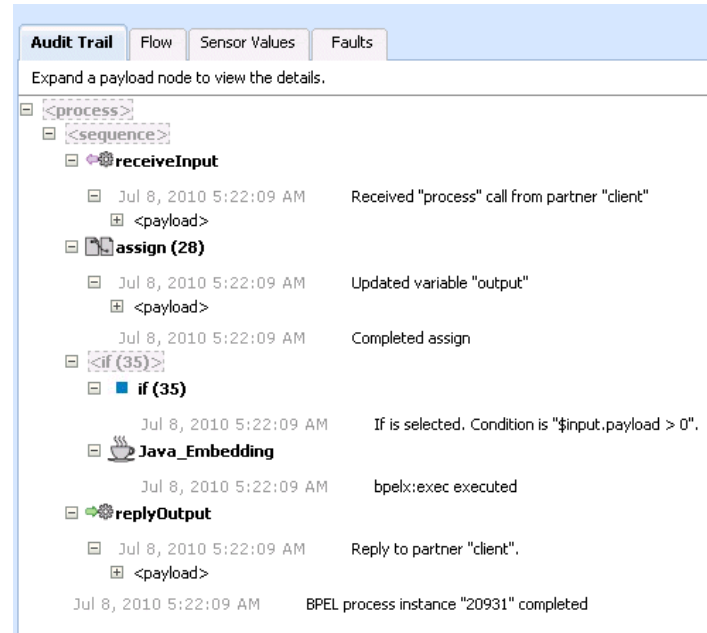 Audit Trail Flow Sensor Values Faults
Expand a payload node to view the details.
<process>
<sequence>
receiveInput
Jul 8, 2010 5:22:09 AM Received "process" call from partner "client"
<payload>
assign (28)
Jul 8, 2010 5:22:09 AM Updated variable "output"
<payload>
Jul 8, 2010 5:22:09 AM Completed assign
<if (35)>
if (35)
Jul 8, 2010 5:22:09 AM If is selected. Condition is "$input.payload > 0".
Java_Embedding
Jul 8, 2010 5:22:09 AM bpelx:exec executed
replyOutput
Jul 8, 2010 5:22:09 AM Reply to partner "client".
<payload>
Jul 8, 2010 5:22:09 AM BPEL process instance "20931" completed